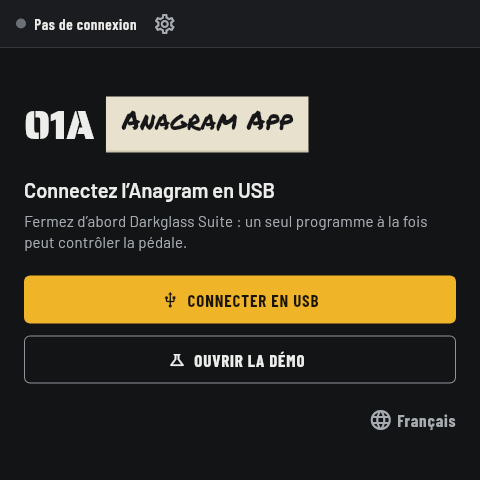 Pas de connexion
01A Anagram App
Connectez l’Anagram en USB
Fermez d’abord Darkglass Suite : un seul programme à la fois
peut contrôler la pédale.
CONNECTER EN USB
OUVRIR LA DÉMO
Français